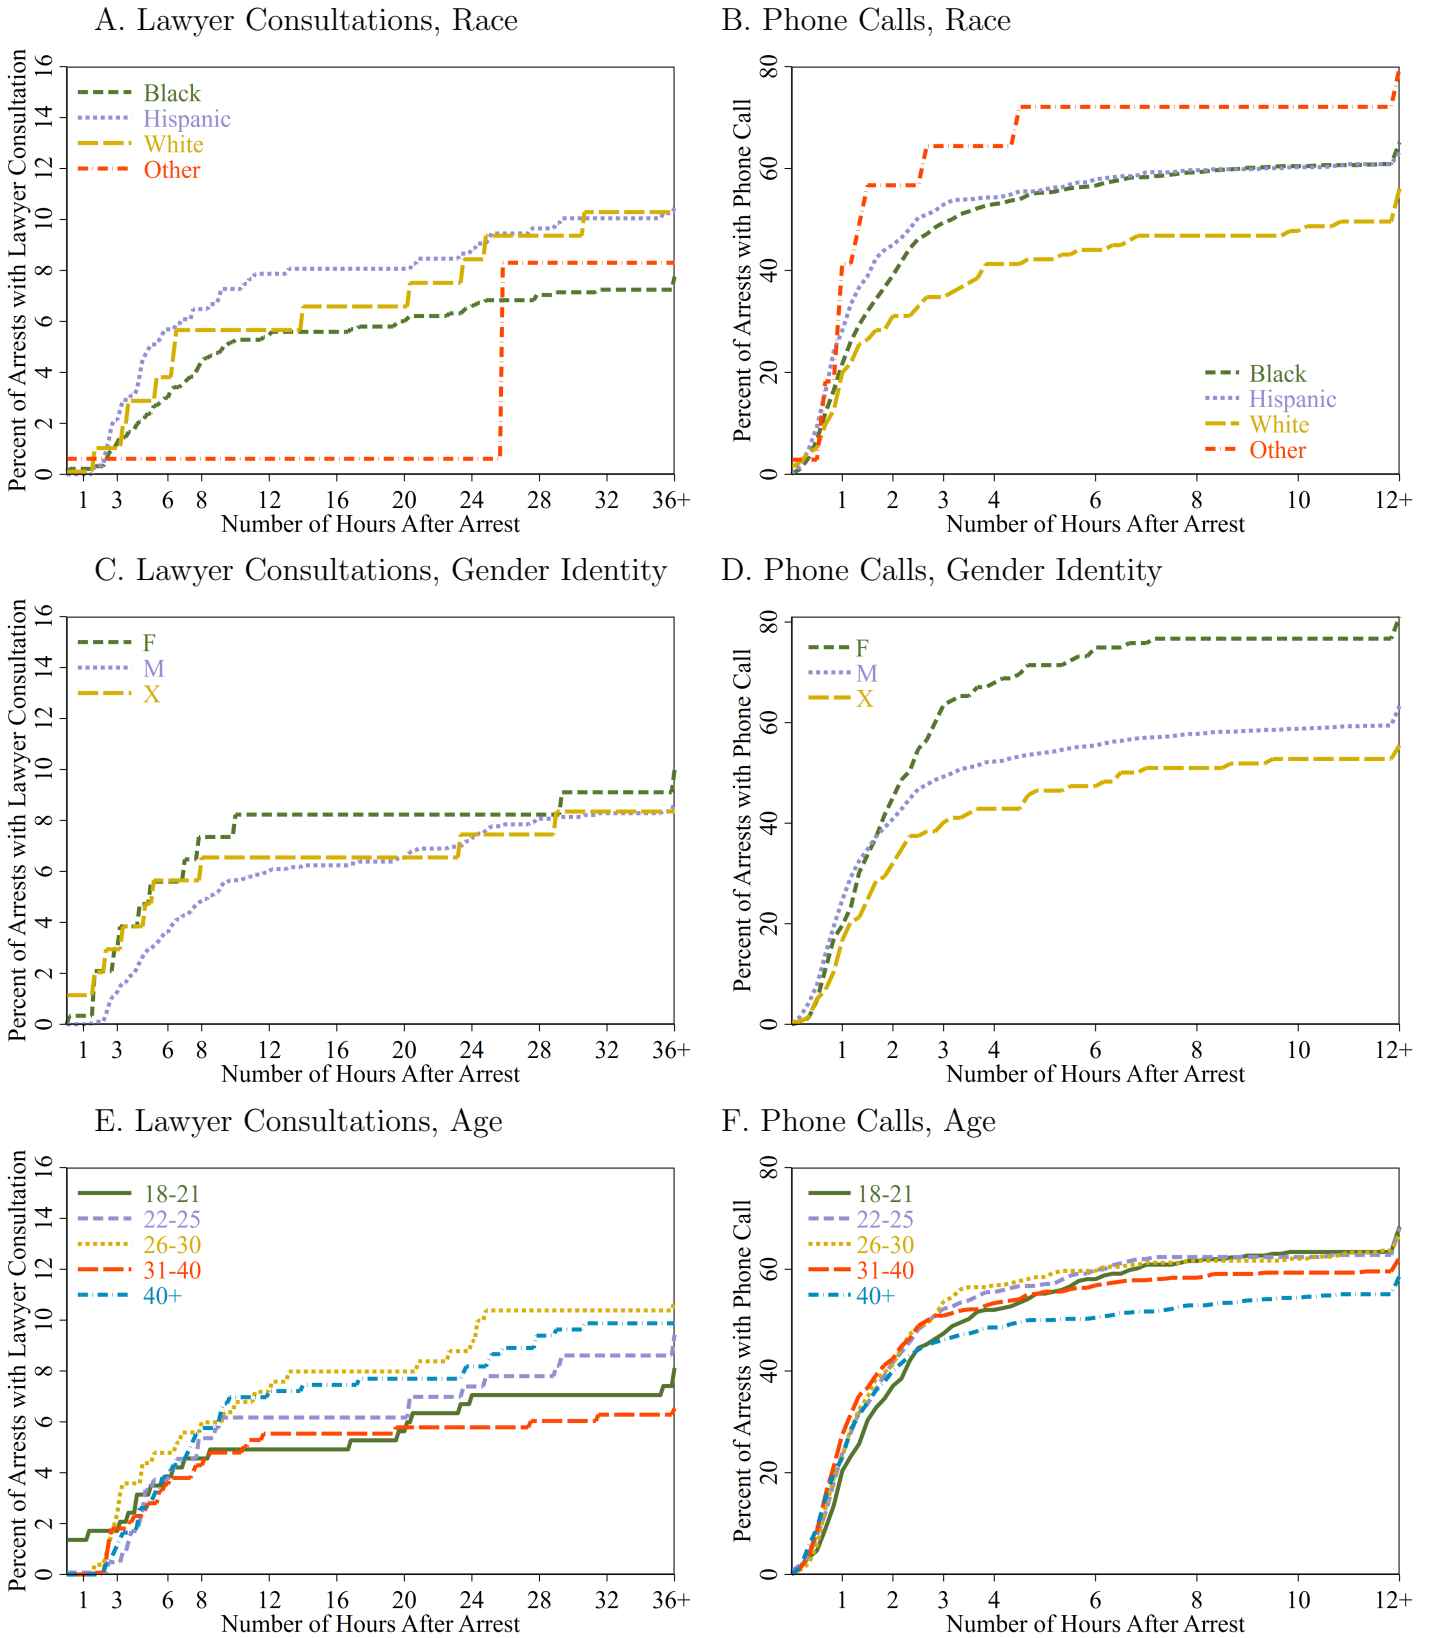 A. Lawyer Consultations, Race
Percent of Arrests with Lawyer Consultation
0 2 4 6 8 10 12 14 16
Black
Hispanic
White
Other
1 3 6 8 12 16 20 24 28 32 36+
Number of Hours After Arrest
B. Phone Calls, Race
Percent of Arrests with Phone Call
0 20 40 60 80
Black
Hispanic
White
Other
1 2 3 4 6 8 10 12+
Number of Hours After Arrest
C. Lawyer Consultations, Gender Identity
Percent of Arrests with Lawyer Consultation
0 2 4 6 8 10 12 14 16
F
M
X
1 3 6 8 12 16 20 24 28 32 36+
Number of Hours After Arrest
D. Phone Calls, Gender Identity
Percent of Arrests with Phone Call
0 20 40 60 80
F
M
X
1 2 3 4 6 8 10 12+
Number of Hours After Arrest
E. Lawyer Consultations, Age
Percent of Arrests with Lawyer Consultation
0 2 4 6 8 10 12 14 16
18-21
22-25
26-30
31-40
40+
1 3 6 8 12 16 20 24 28 32 36+
Number of Hours After Arrest
F. Phone Calls, Age
Percent of Arrests with Phone Call
0 20 40 60 80
18-21
22-25
26-30
31-40
40+
1 2 3 4 6 8 10 12+
Number of Hours After Arrest